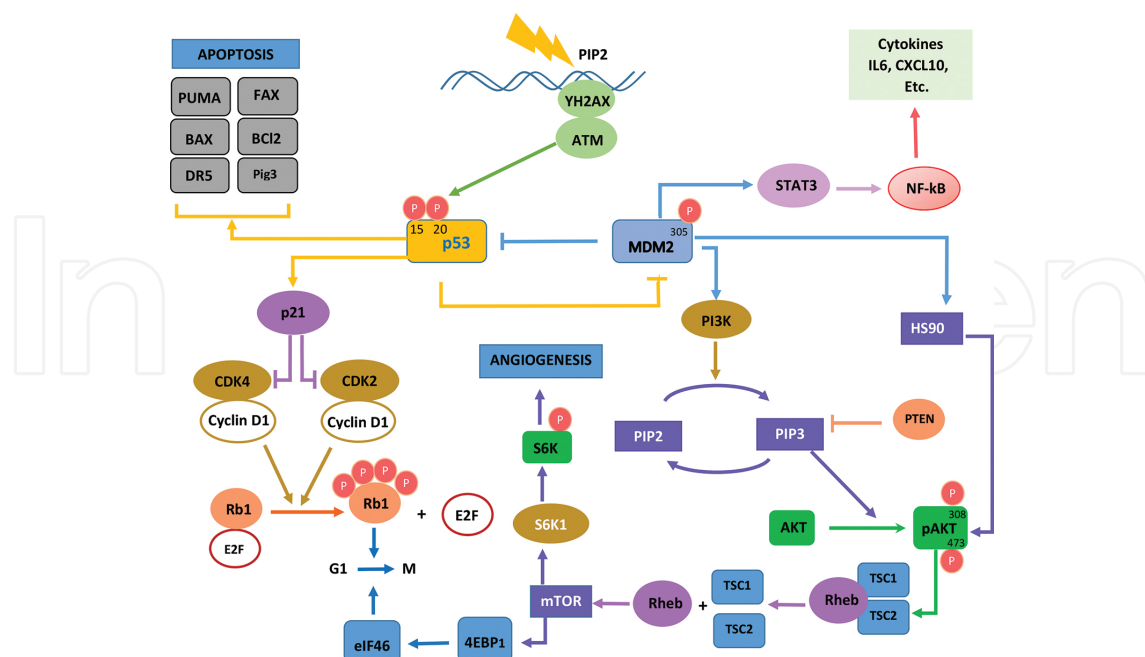 APOPTOSIS
PUMA
FAX
BAX
BCl2
DR5
Pig3
PIP2
YH2AX
ATM
Cytokines
IL6, CXCL10,
Etc.
STAT3
NF-kB
P P
15 20
p53
P
305
MDM2
p21
PI3K
HS90
ANGIOGENESIS
CDK4
CDK2
Cyclin D1
Cyclin D1
P
S6K
PIP2
PIP3
PTEN
P P P P
Rb1
Rb1
+
E2F
E2F
S6K1
AKT
P
308
pAKT
473
P
G1
M
mTOR
Rheb
+
TSC1
TSC2
Rheb
TSC1
TSC2
eIF46
4EBP1
In
en